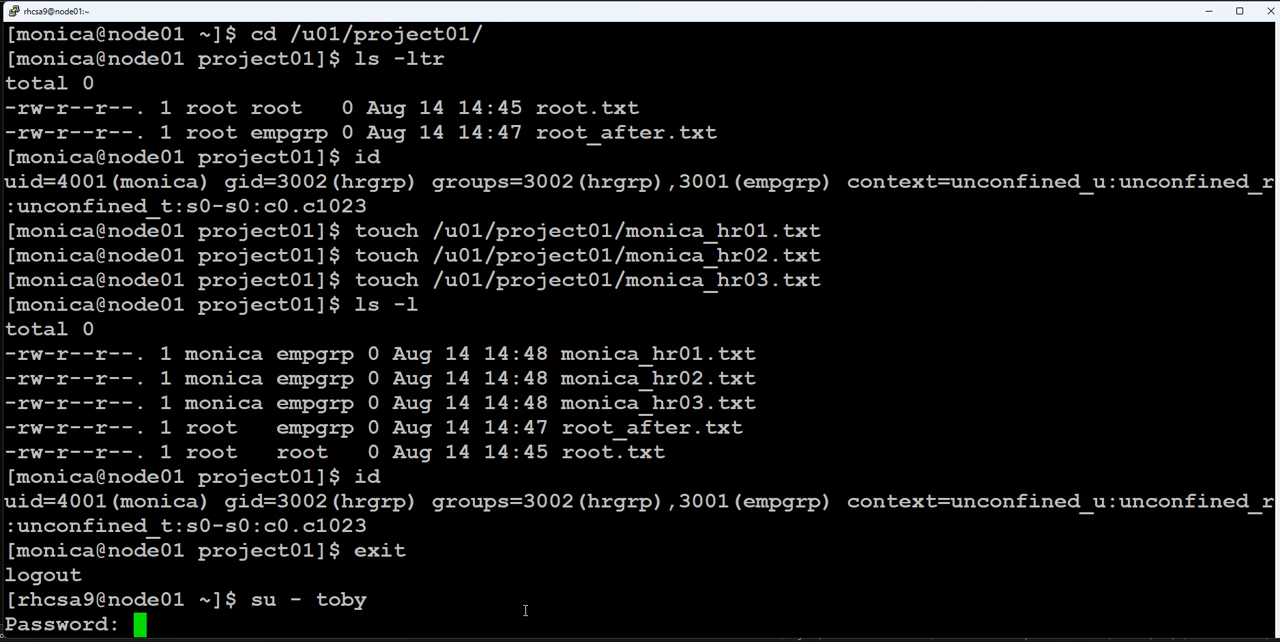 rhcsa9@node01:~
[monica@node01 ~]$ cd /u01/project01/
[monica@node01 project01]$ ls -ltr
total 0
-rw-r--r--. 1 root root   0 Aug 14 14:45 root.txt
-rw-r--r--. 1 root empgrp 0 Aug 14 14:47 root_after.txt
[monica@node01 project01]$ id
uid=4001(monica) gid=3002(hrgrp) groups=3002(hrgrp),3001(empgrp) context=unconfined_u:unconfined_r
:unconfined_t:s0-s0:c0.c1023
[monica@node01 project01]$ touch /u01/project01/monica_hr01.txt
[monica@node01 project01]$ touch /u01/project01/monica_hr02.txt
[monica@node01 project01]$ touch /u01/project01/monica_hr03.txt
[monica@node01 project01]$ ls -l
total 0
-rw-r--r--. 1 monica empgrp 0 Aug 14 14:48 monica_hr01.txt
-rw-r--r--. 1 monica empgrp 0 Aug 14 14:48 monica_hr02.txt
-rw-r--r--. 1 monica empgrp 0 Aug 14 14:48 monica_hr03.txt
-rw-r--r--. 1 root   empgrp 0 Aug 14 14:47 root_after.txt
-rw-r--r--. 1 root   root   0 Aug 14 14:45 root.txt
[monica@node01 project01]$ id
uid=4001(monica) gid=3002(hrgrp) groups=3002(hrgrp),3001(empgrp) context=unconfined_u:unconfined_r
:unconfined_t:s0-s0:c0.c1023
[monica@node01 project01]$ exit
logout
[rhcsa9@node01 ~]$ su - toby
Password: